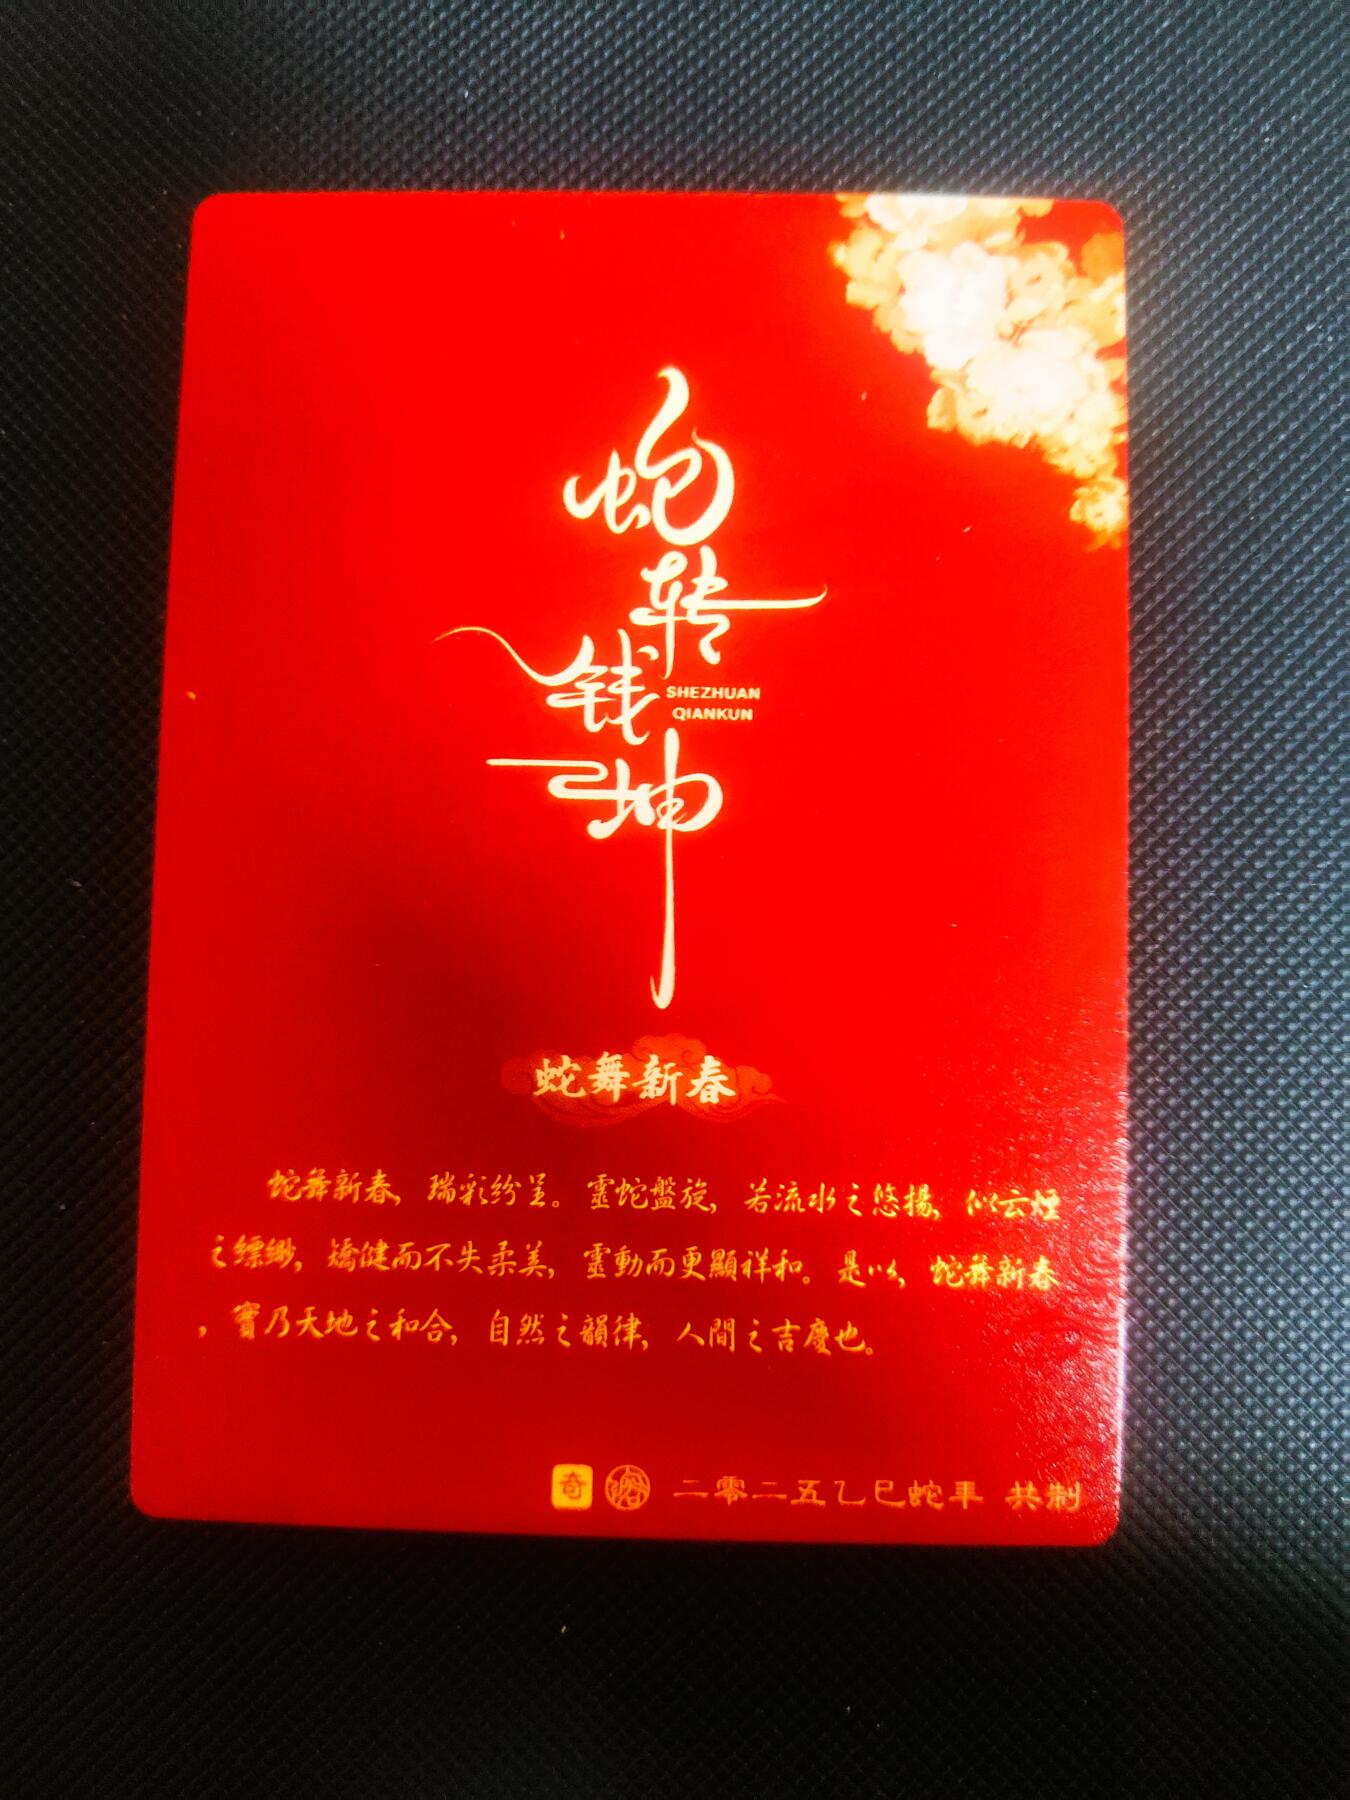 蛇
转
钱
坤
SHEZHUAN
QIANKUN
蛇舞新春
蛇舞新春，瑞彩纷呈。靈蛇盤旋，若流水之悠揚，似云煙
之缥缈，矯健而不失柔美，靈動而更顯祥和。是以，蛇舞新春
，實乃天地之和合，自然之韻律，人間之吉慶也。
奇 二零二五乙巳蛇年 共制